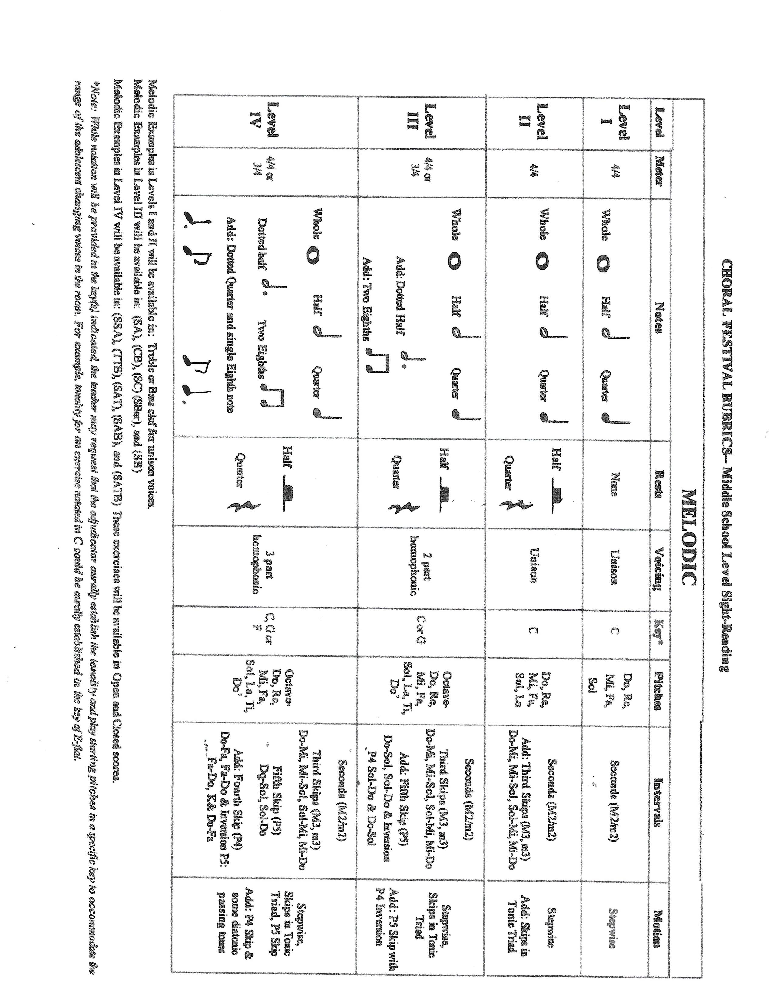 CHORAL FESTIVAL RUBRICS– Middle School Level Sight-Reading
MELODIC
Level Meter Notes Rests Voicing Key* Pitches Intervals Motion
Level
I
4/4
Whole Half Quarter
None
Unison
C
Do, Re,
Mi, Fa,
Sol
Seconds (M2/m2)
Stepwise
Level
II
4/4
Whole Half Quarter
Half
Quarter
Unison
C
Do, Re,
Mi, Fa,
Sol, La
Seconds (M2/m2)
Add: Third Skips (M3, m3)
Do-Mi, Mi-Sol, Sol-Mi, Mi-Do
Stepwise
Add: Skips in
Tonic Triad
Level
III
4/4 or
3/4
Whole Half Quarter
Add: Dotted Half
Add: Two Eighths
Half
Quarter
2 part
homophonic
C or G
Octave-
Do, Re,
Mi, Fa,
Sol, La, Ti,
Do’
Seconds (M2/m2)
Third Skips (M3, m3)
Do-Mi, Mi-Sol, Sol-Mi, Mi-Do
Add: Fifth Skip (P5)
Do-Sol, Sol-Do & Inversion
P4 Sol-Do & Do-Sol
Stepwise,
Skips in Tonic
Triad
Add: P5 Skip with
P4 Inversion
Level
IV
4/4 or
3/4
Whole Half Quarter
Dotted half Two Eighths
Add: Dotted Quarter and single Eighth note
Half
Quarter
3 part
homophonic
C, G or
F
Octave-
Do, Re,
Mi, Fa,
Sol, La, Ti,
Do’
Seconds (M2/m2)
Third Skips (M3, m3)
Do-Mi, Mi-Sol, Sol-Mi, Mi-Do
Fifth Skip (P5)
Do-Sol, Sol-Do
Add: Fourth Skip (P4)
Do-Fa, Fa-Do & Inversion P5:
Fa-Do, K& Do-Fa
Stepwise,
Skips in Tonic
Triad, P5 Skip
Add: P4 Skip &
some diatonic
passing tones
Melodic Examples in Levels I and II will be available in: Treble or Bass clef for unison voices.
Melodic Examples in Level III will be available in: (SA), (CB), (SC) (SBar), and (SB)
Melodic Examples in Level IV will be available in: (SSA), (TTB), (SAT), (SAB), and (SATB) These exercises will be available in Open and Closed scores.
*Note: While notation will be provided in the key(s) indicated, the teacher may request that the adjudicator aurally establish the tonality and play starting pitches in a specific key to accommodate the
range of the adolescent changing voices in the room. For example, tonality for an exercise notated in C could be aurally established in the key of E-flat.